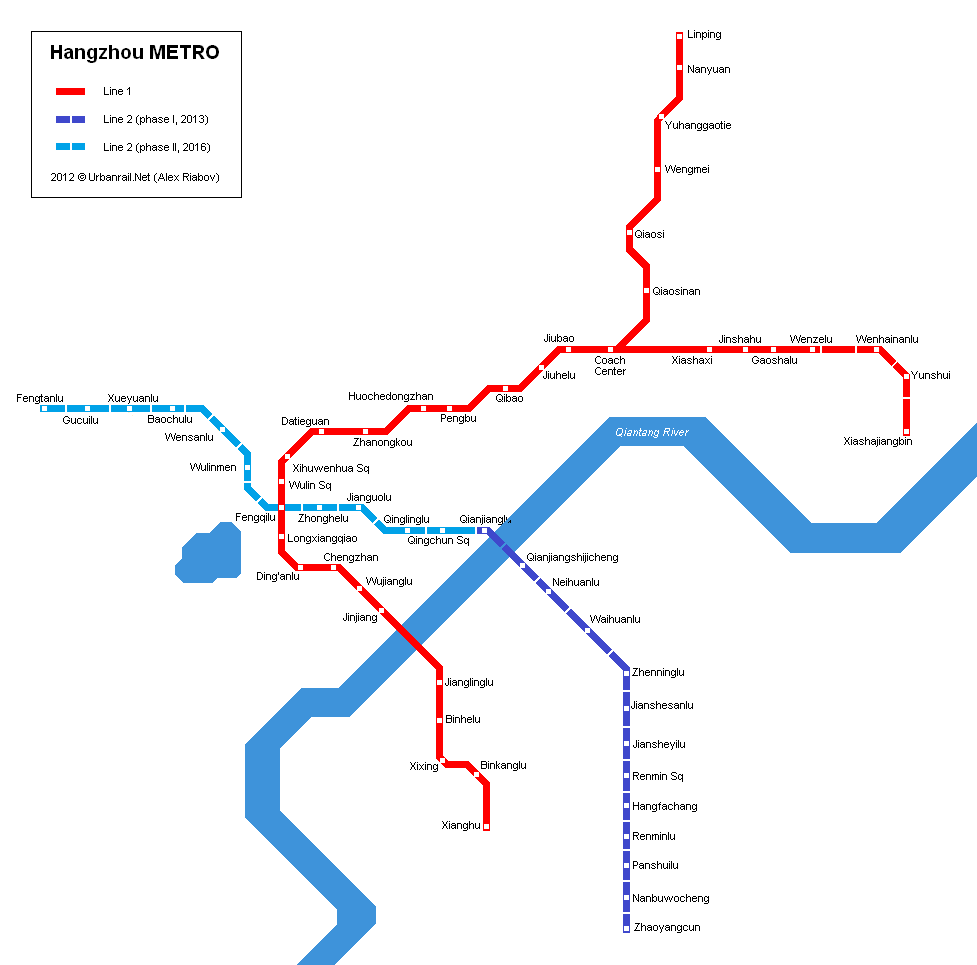 Hangzhou METRO
Line 1
Line 2 (phase I, 2013)
Line 2 (phase II, 2016)
2012 © Urbanrail.Net (Alex Riabov)
Linping
Nanyuan
Yuhanggaotie
Wengmei
Qiaosi
Qiaosinan
Jiubao
Coach
Center
Xiashaxi
Jinshahu
Gaoshalu
Wenzelu
Wenhainanlu
Yunshui
Xiashajiangbin
Jiuhelu
Qibao
Pengbu
Huochedongzhan
Zhanongkou
Datieguan
Xihuwenhua Sq
Wulin Sq
Fengtanlu
Gucuilu
Xueyuanlu
Baochulu
Wensanlu
Wulinmen
Fengqilu
Zhonghelu
Jianguolu
Qinglinglu
Qingchun Sq
Qianjianglu
Qiantang River
Longxiangqiao
Ding'anlu
Chengzhan
Wujianglu
Jinjiang
Jianglinglu
Binhelu
Xixing
Binkanglu
Xianghu
Qianjiangshijicheng
Neihuanlu
Waihuanlu
Zhenninglu
Jianshesanlu
Jiansheyilu
Renmin Sq
Hangfachang
Renminlu
Panshuilu
Nanbuwocheng
Zhaoyangcun